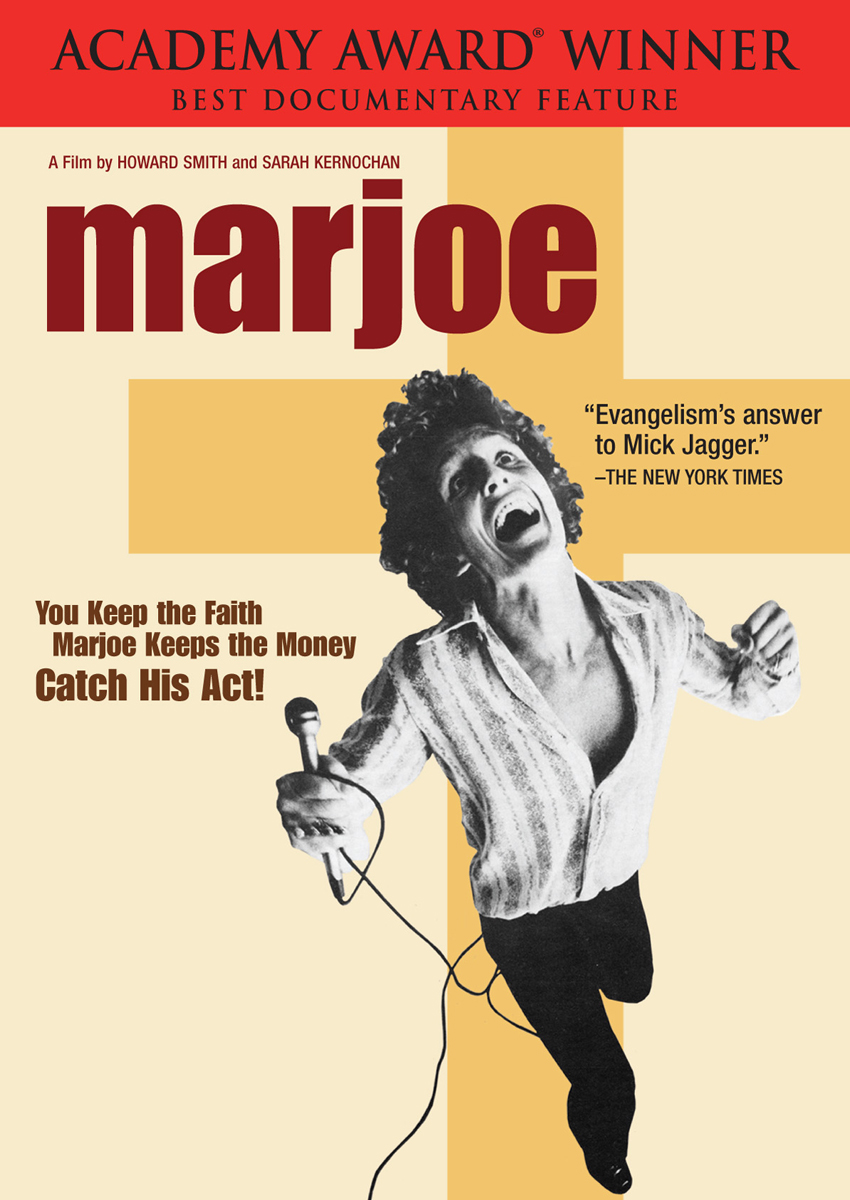 ACADEMY AWARD® WINNER
BEST DOCUMENTARY FEATURE
A Film by HOWARD SMITH and SARAH KERNOCHAN
marjoe
“Evangelism’s answer
to Mick Jagger.”
–THE NEW YORK TIMES
You Keep the Faith
Marjoe Keeps the Money
Catch His Act!